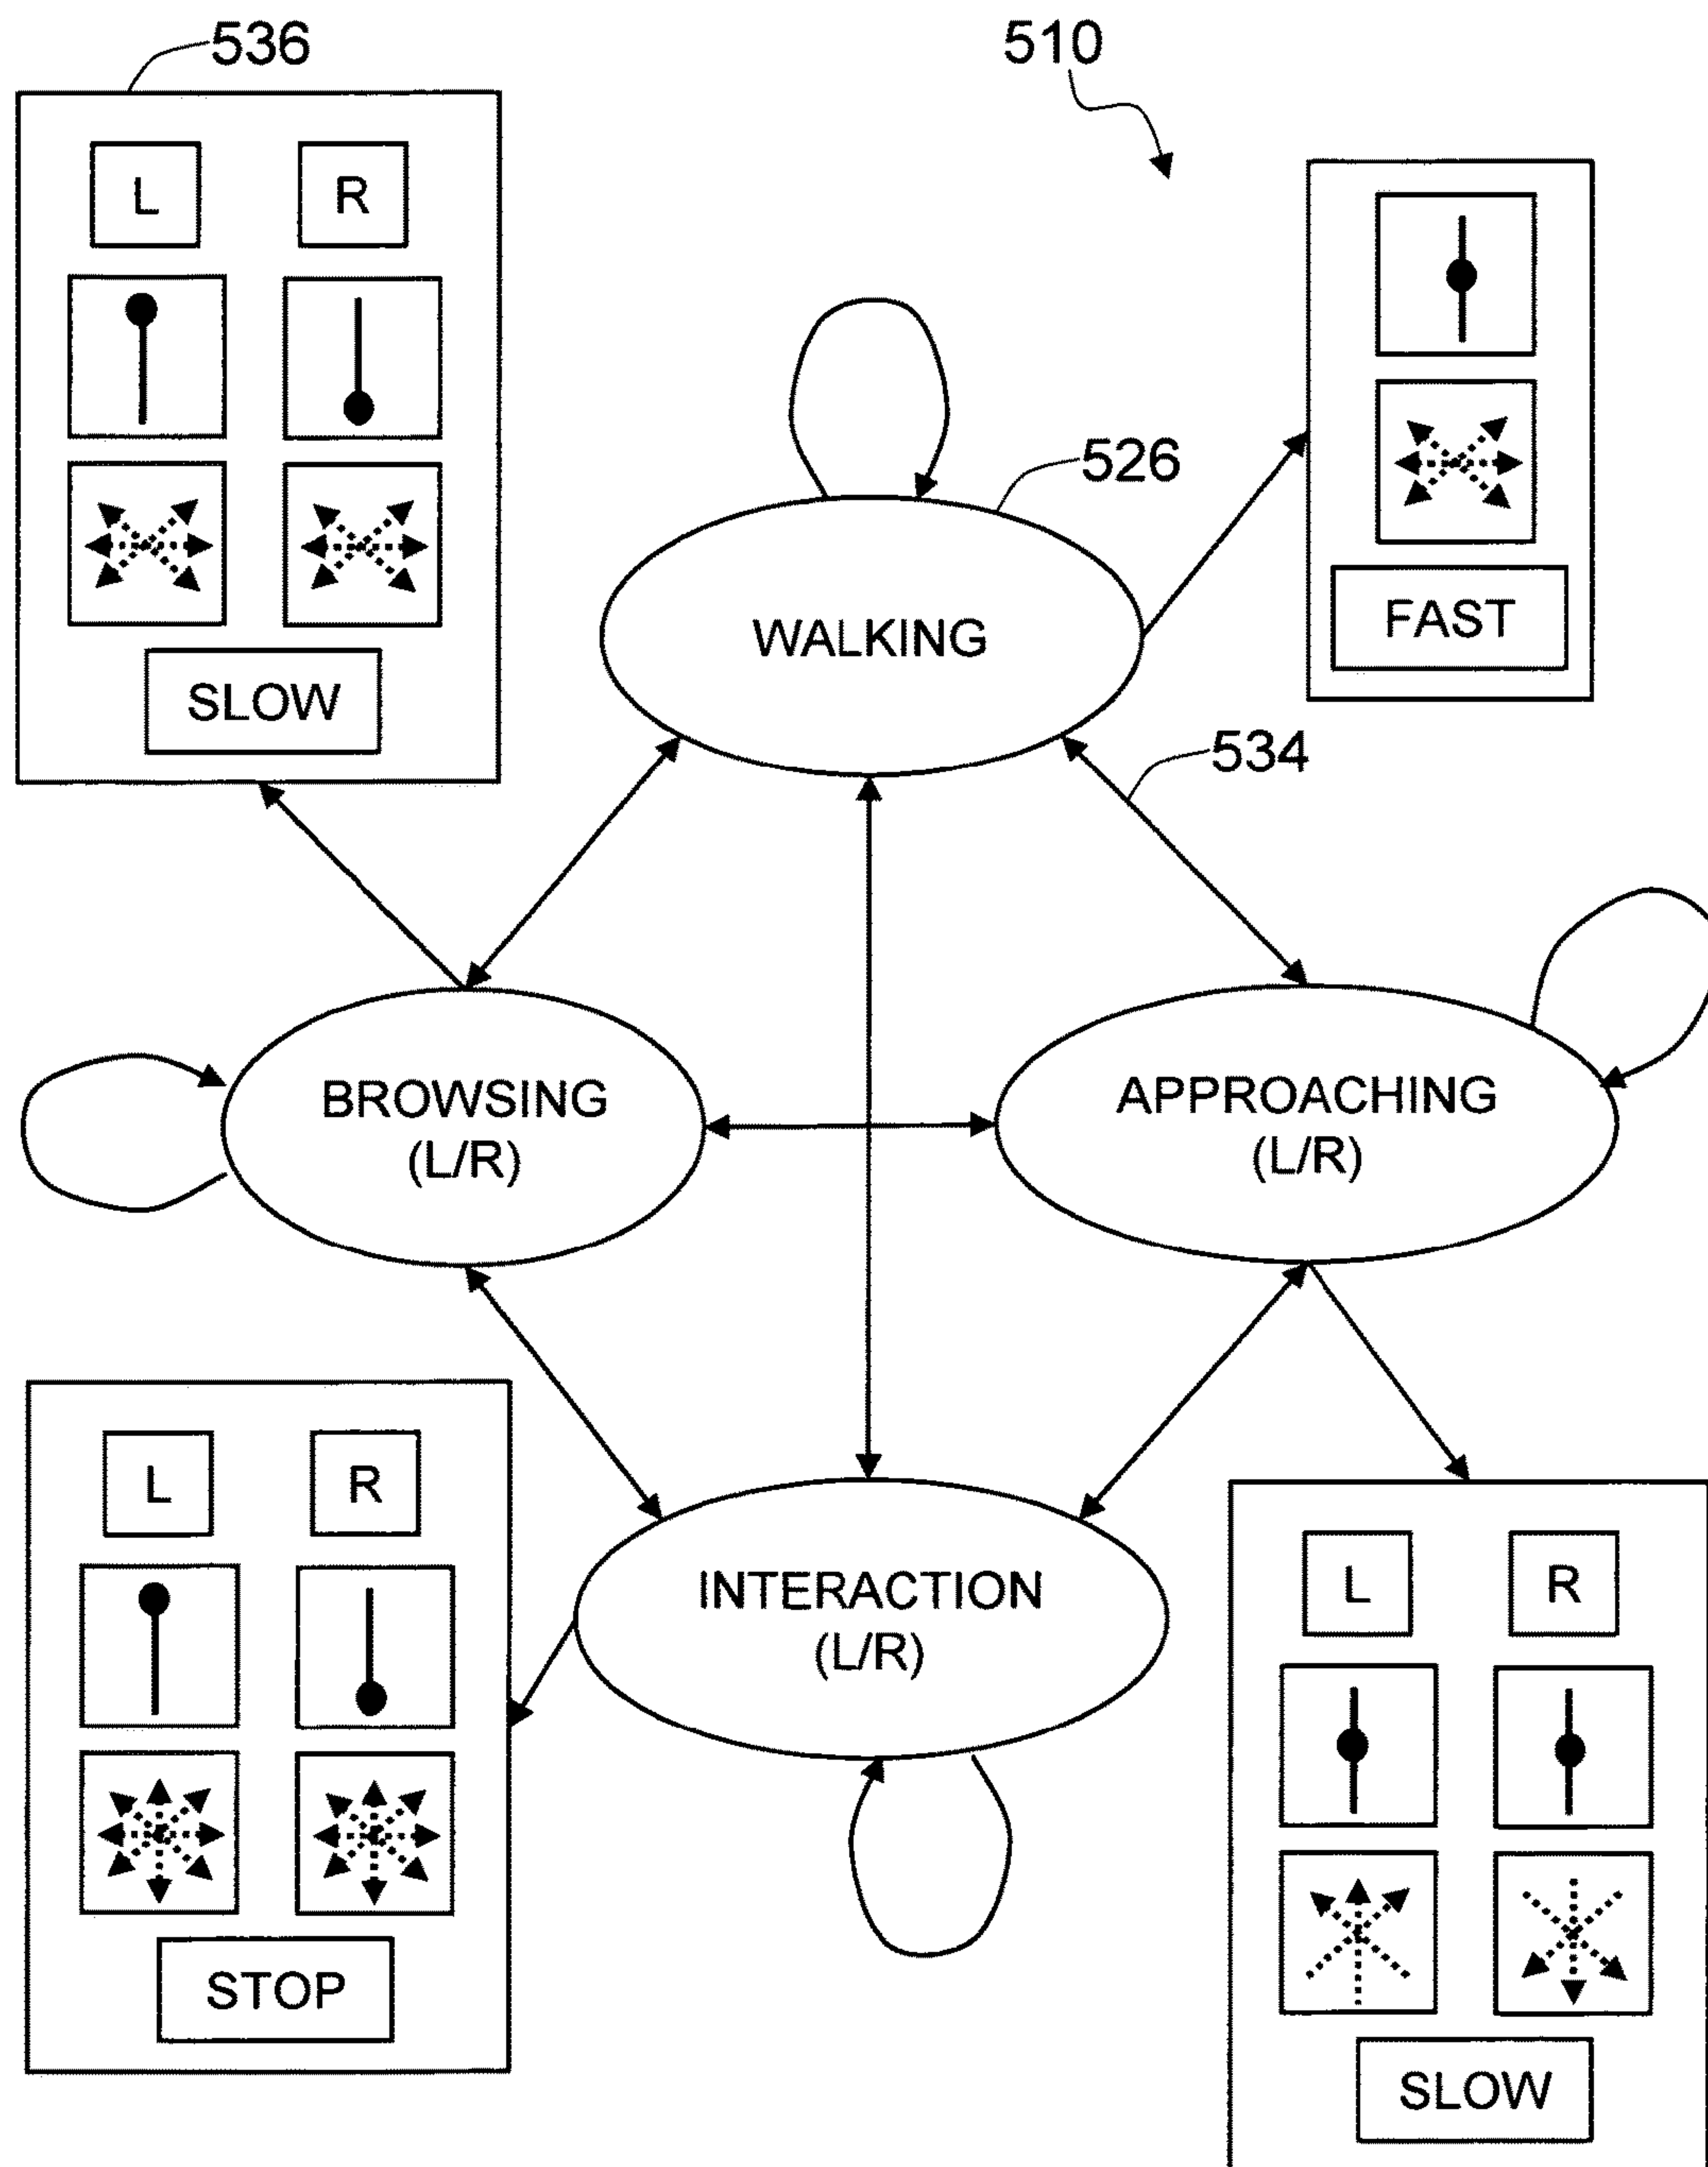 536
510
L R
SLOW
FAST
526
WALKING
534
BROWSING
(L/R)
APPROACHING
(L/R)
L R
STOP
INTERACTION
(L/R)
L R
SLOW